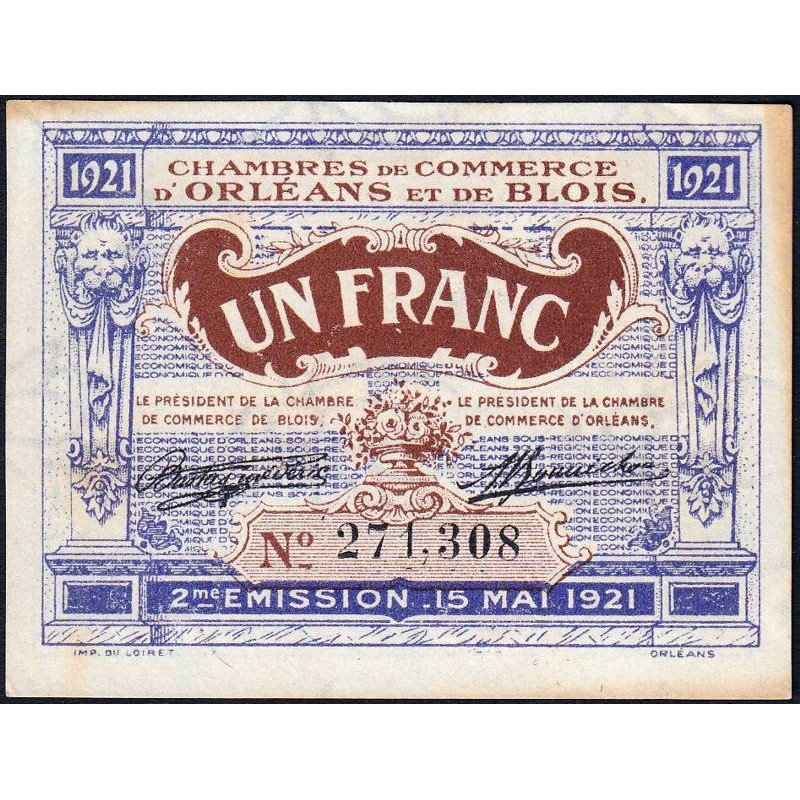 1921 CHAMBRES DE COMMERCE 1921
D'ORLÉANS ET DE BLOIS.
UN FRANC
LE PRÉSIDENT DE LA CHAMBRE
DE COMMERCE DE BLOIS,
LE PRÉSIDENT DE LA CHAMBRE
DE COMMERCE D'ORLÉANS,
No 271.308
2me EMISSION . 15 MAI 1921
IMP. DU LOIRET ORLÉANS